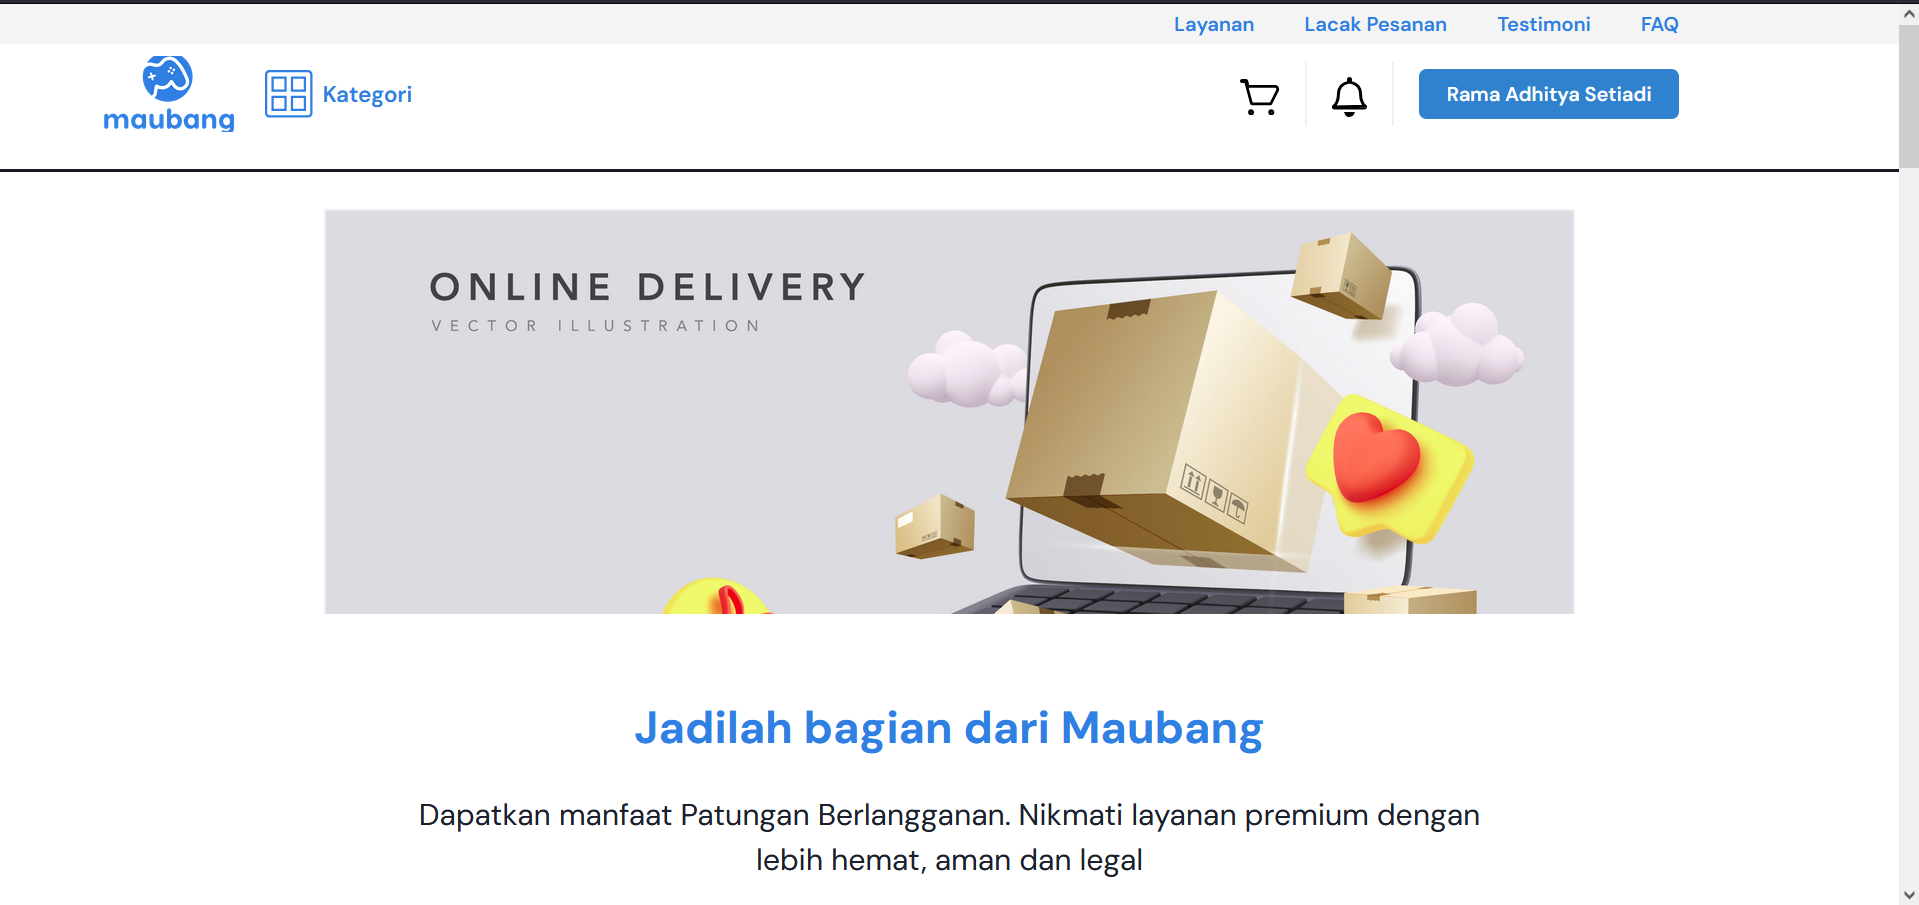 Layanan Lacak Pesanan Testimoni FAQ
maubang Kategori Rama Adhitya Setiadi
ONLINE DELIVERY
VECTOR ILLUSTRATION
Jadilah bagian dari Maubang
Dapatkan manfaat Patungan Berlangganan. Nikmati layanan premium dengan
lebih hemat, aman dan legal